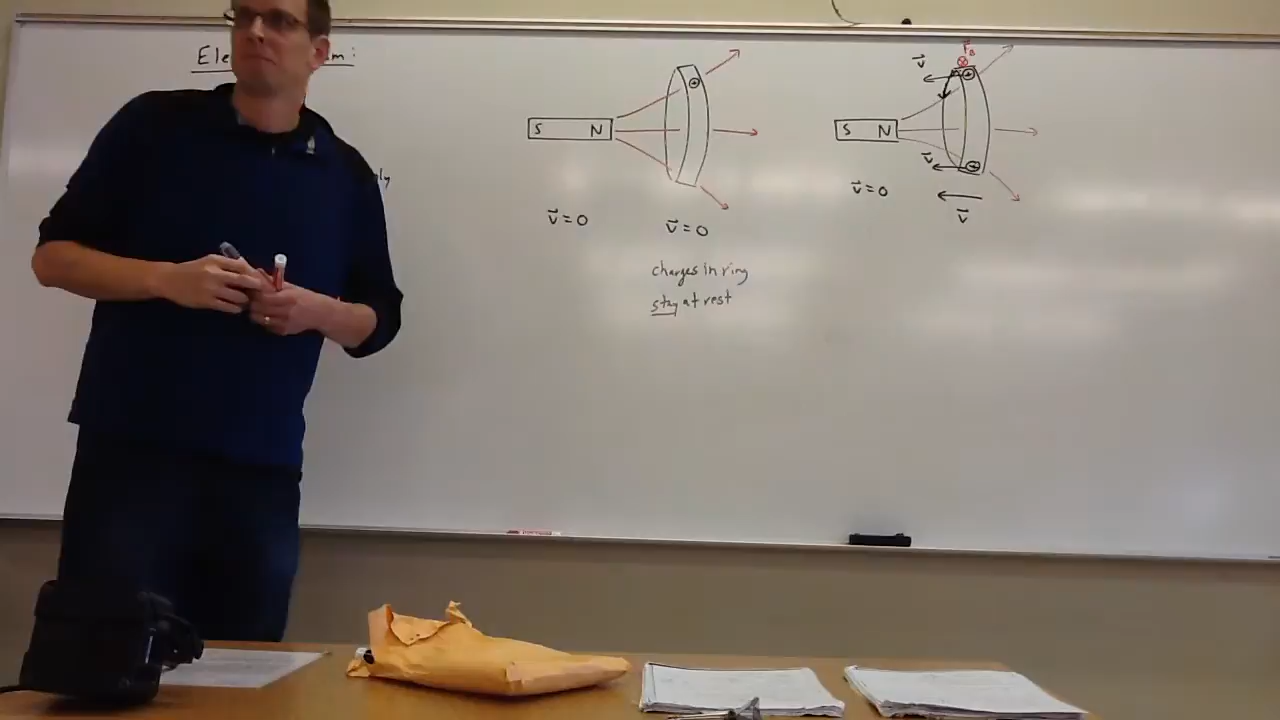 S N
v⃗ = 0
v⃗ = 0
charges in ring
stay at rest
F⃗B
v⃗
S N
v⃗
v⃗ = 0
v⃗